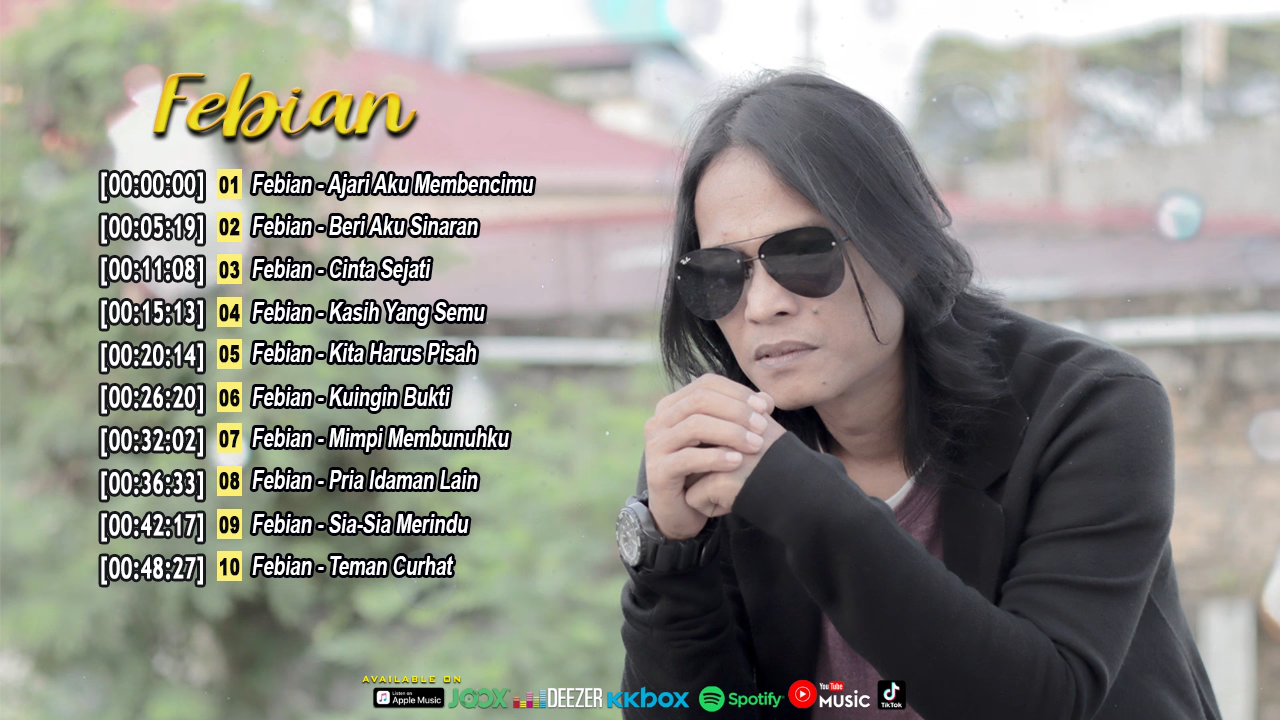 Febian
[00:00:00] 01 Febian - Ajari Aku Membencimu
[00:05:19] 02 Febian - Beri Aku Sinaran
[00:11:08] 03 Febian - Cinta Sejati
[00:15:13] 04 Febian - Kasih Yang Semu
[00:20:14] 05 Febian - Kita Harus Pisah
[00:26:20] 06 Febian - Kuingin Bukti
[00:32:02] 07 Febian - Mimpi Membunuhku
[00:36:33] 08 Febian - Pria Idaman Lain
[00:42:17] 09 Febian - Sia-Sia Merindu
[00:48:27] 10 Febian - Teman Curhat
AVAILABLE ON
Listen on Apple Music JOOX DEEZER KKBOX Spotify YouTube MUSIC TikTok